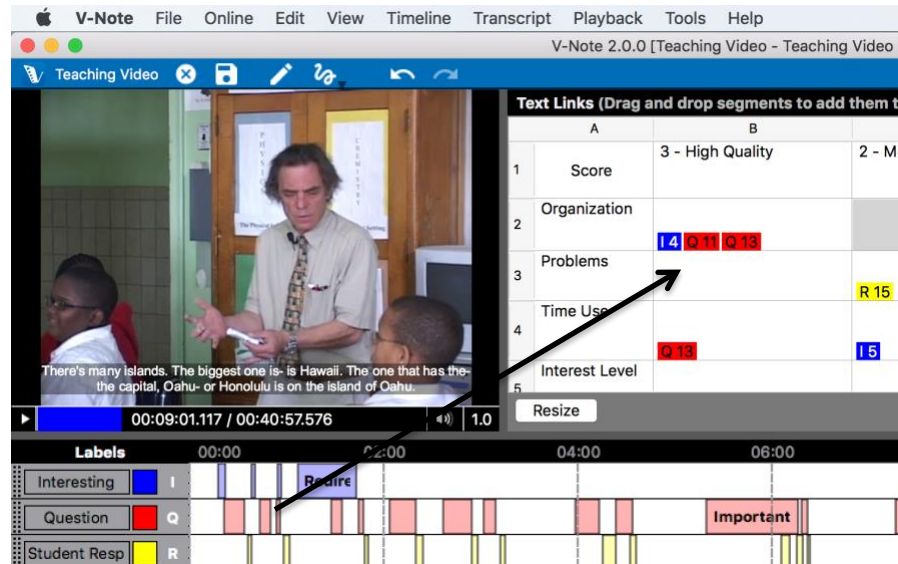 V-Note File Online Edit View Timeline Transcript Playback Tools Help
V-Note 2.0.0 [Teaching Video - Teaching Video
Teaching Video
Text Links (Drag and drop segments to add them t
A B
1 Score 3 - High Quality 2 - M
2 Organization
I 4 Q 11 Q 13
3 Problems
R 15
4 Time Use
Q 13 I 5
5 Interest Level
PHYSICS
CHEMISTRY
There's many islands. The biggest one is- is Hawaii. The one that has the-
the capital, Oahu- or Honolulu is on the island of Oahu.
00:09:01.117 / 00:40:57.576 1.0
Resize
Labels 00:00 02:00 04:00 06:00
Interesting I Redire
Question Q Important
Student Resp R